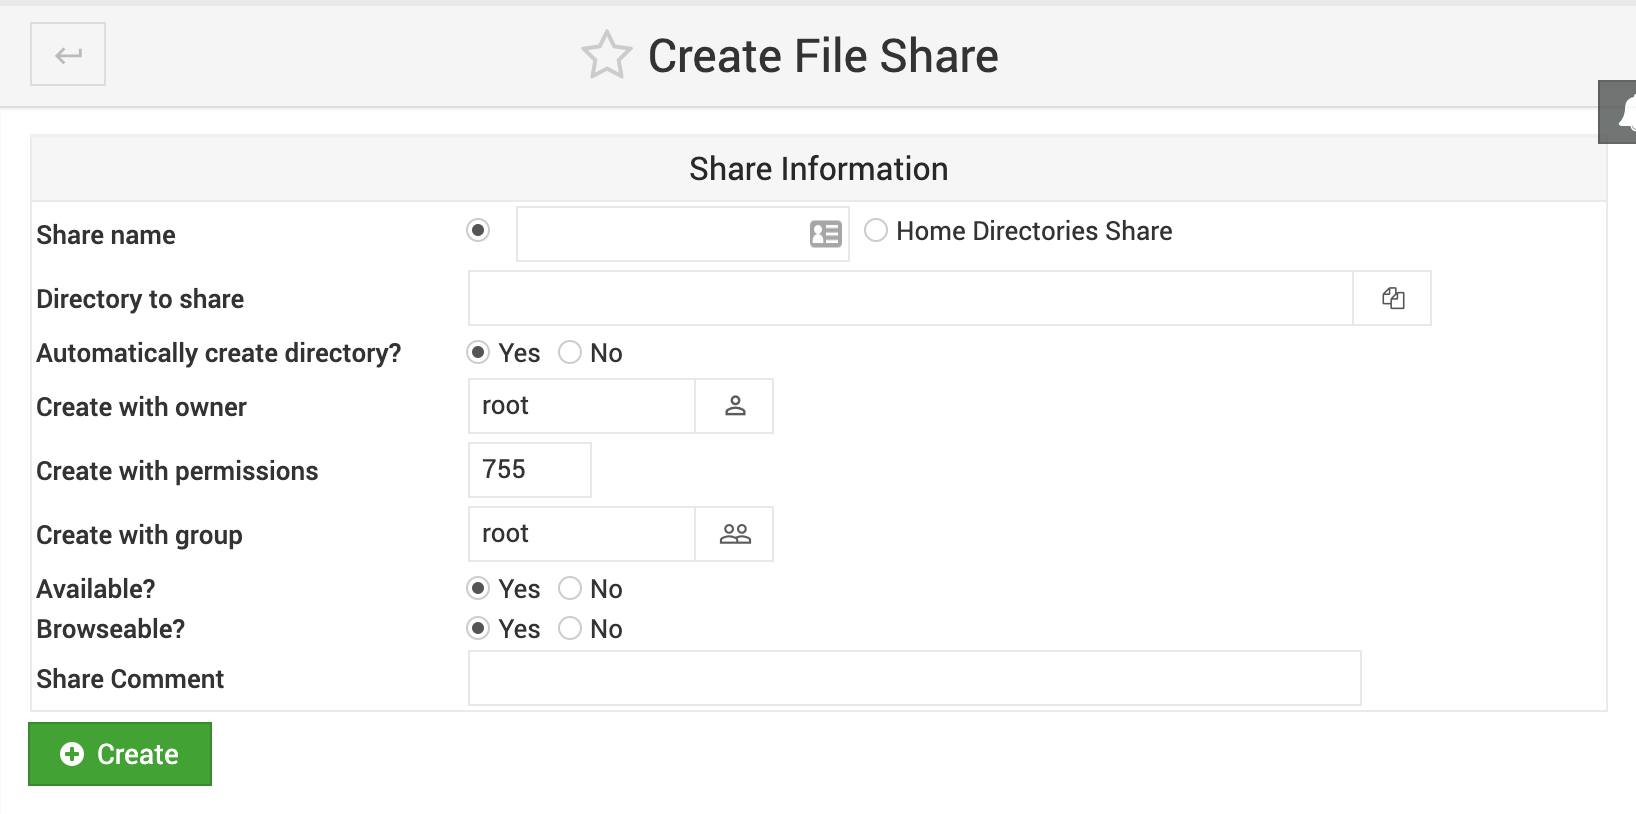 Create File Share
Share Information
Share name
Home Directories Share
Directory to share
Automatically create directory? Yes No
Create with owner root
Create with permissions 755
Create with group root
Available? Yes No
Browseable? Yes No
Share Comment
Create